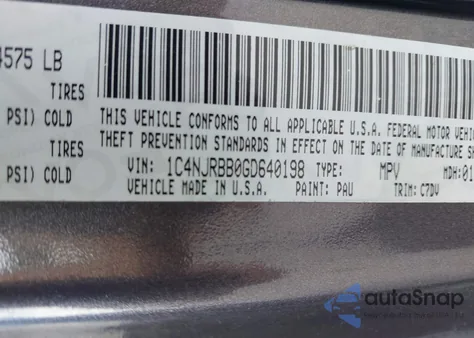 4575 LB
TIRES
PSI) COLD
THIS VEHICLE CONFORMS TO ALL APPLICABLE U.S.A. FEDERAL MOTOR
TIRES
THEFT PREVENTION STANDARDS IN EFFECT ON THE DATE OF MANUFACTURE
PSI) COLD
VIN: 1C4NJRBB0GD640198 TYPE: MPV MDH:01
VEHICLE MADE IN U.S.A. PAINT: PAU TRIM: C7DV
autoSnap